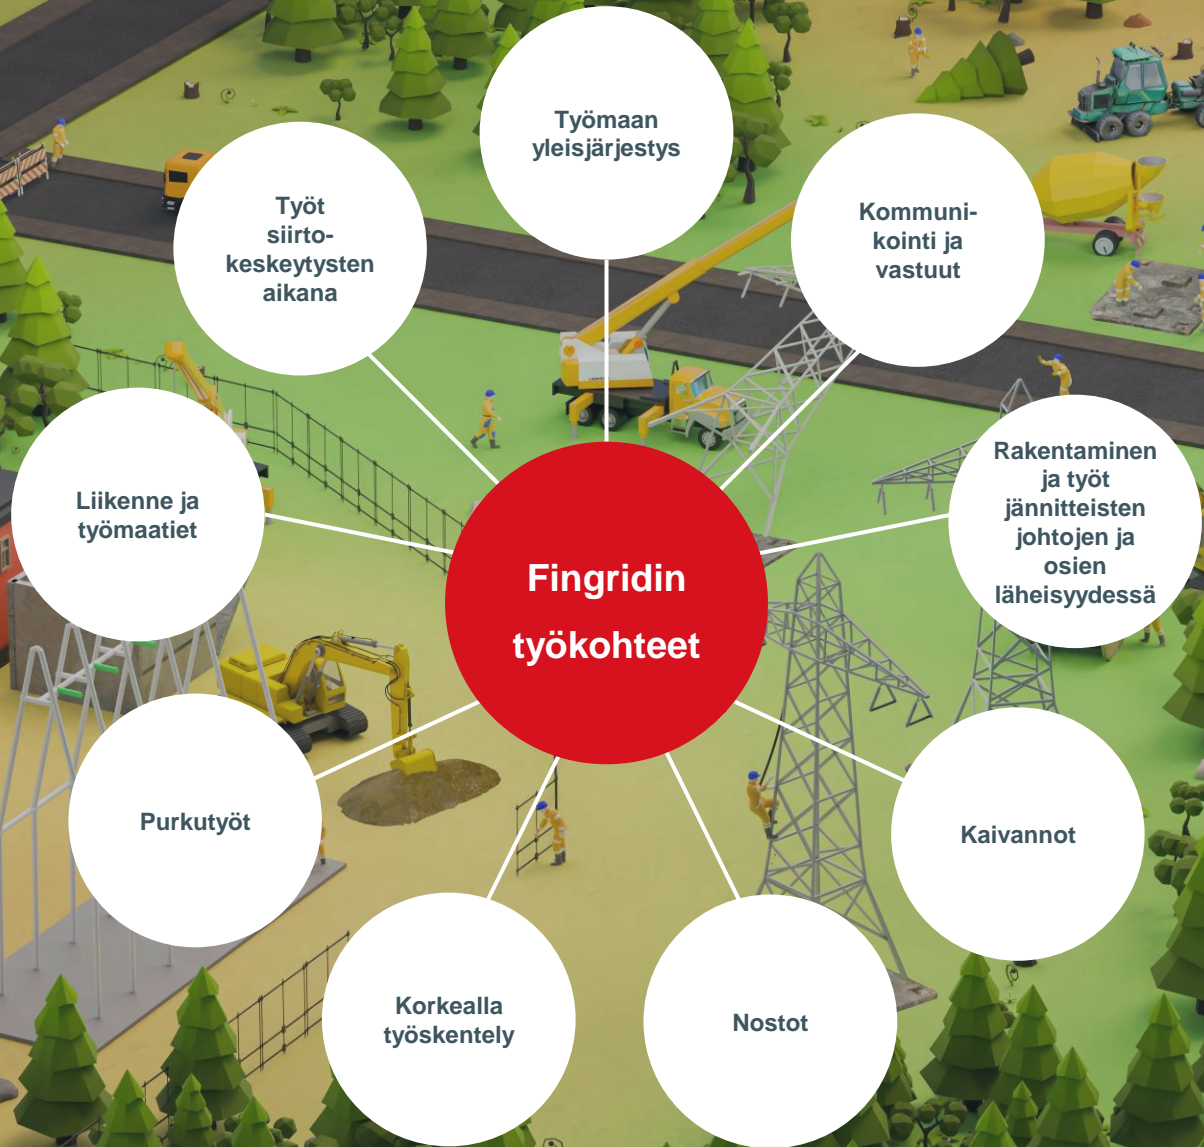 Työmaan
yleisjärjestys
Kommuni-
kointi ja
vastuut
Rakentaminen
ja työt
jännitteisten
johtojen ja
osien
läheisyydessä
Kaivannot
Nostot
Korkealla
työskentely
Purkutyöt
Liikenne ja
työmaatiet
Työt
siirto-
keskeytysten
aikana
Fingridin
työkohteet